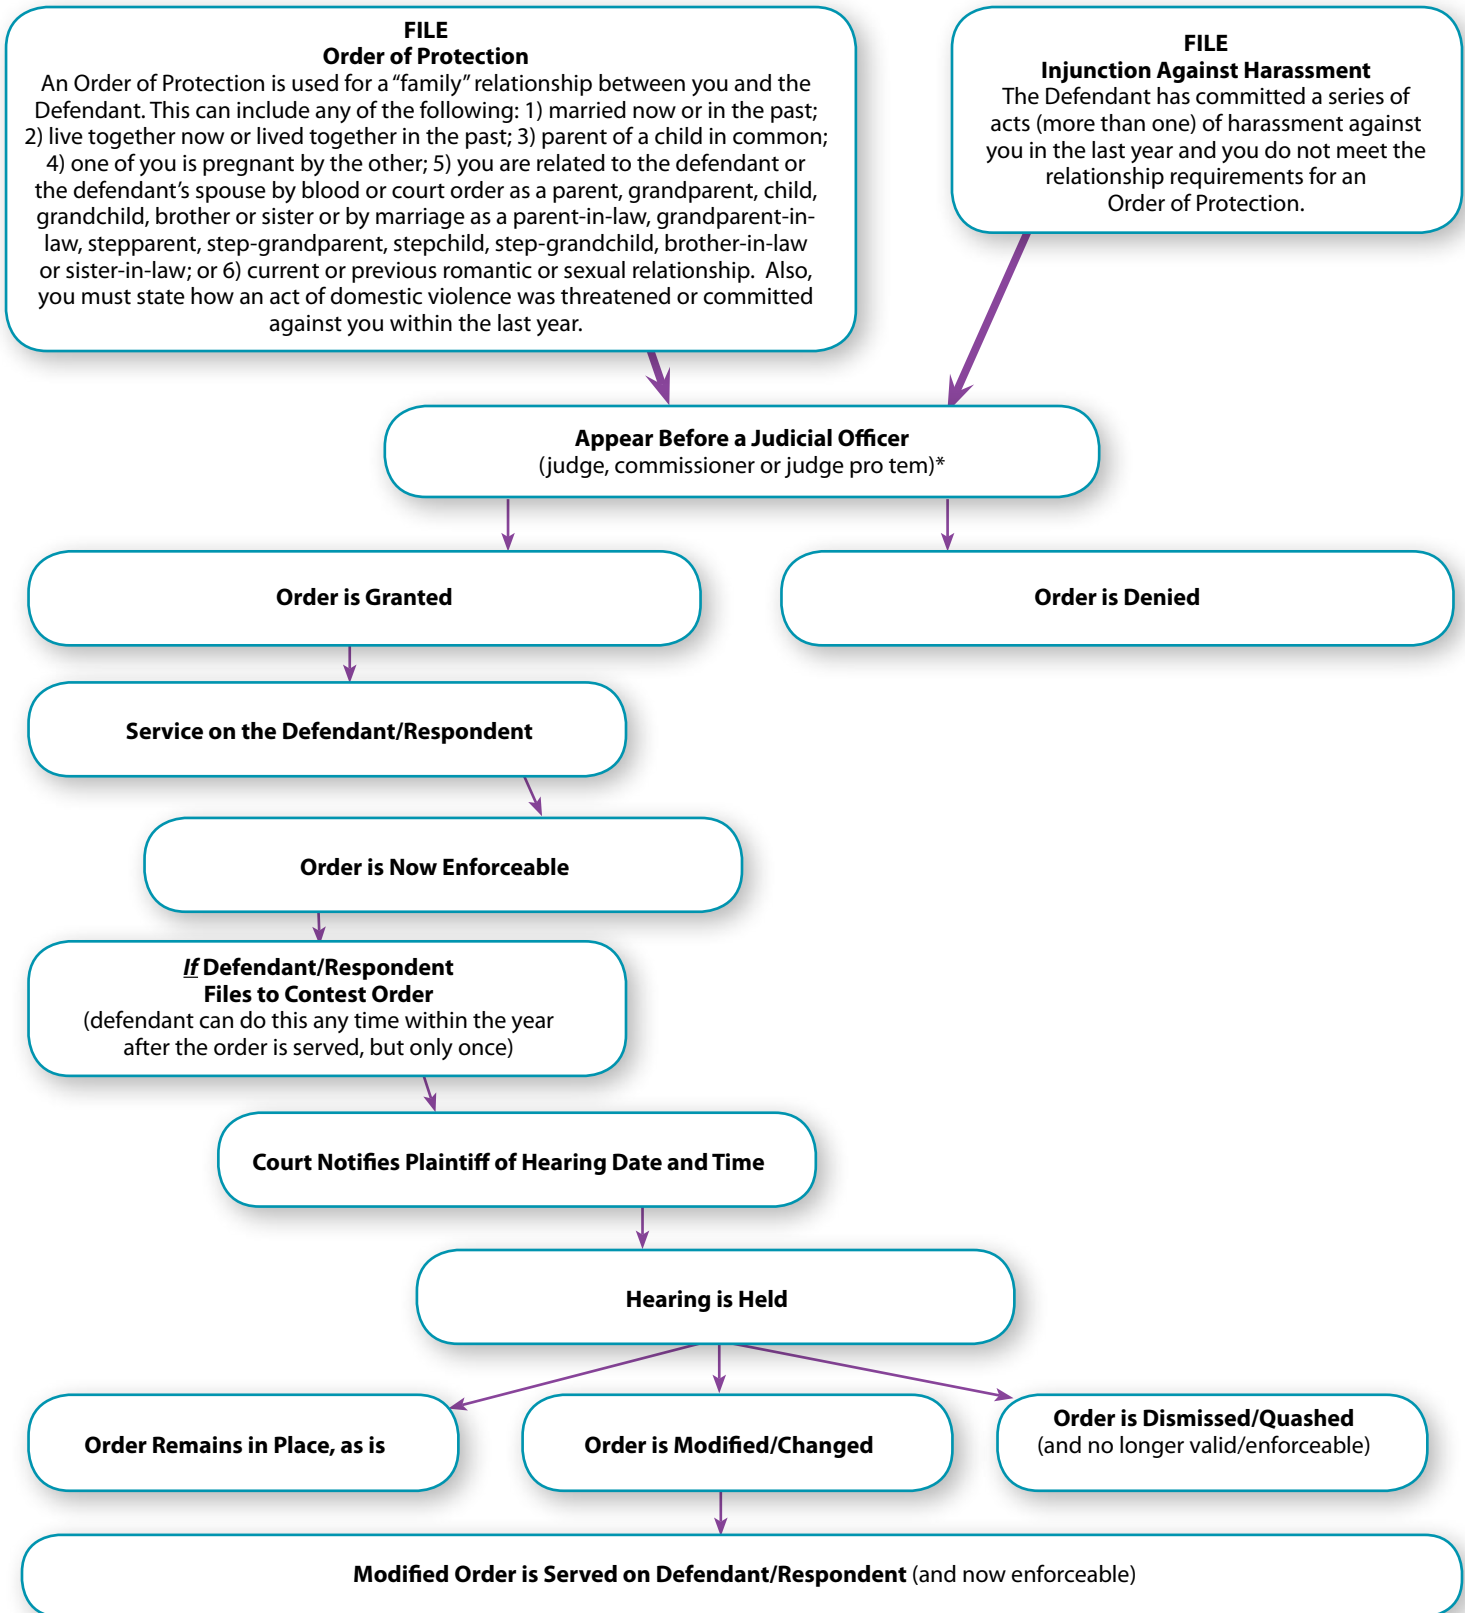 FILE
Order of Protection
An Order of Protection is used for a “family” relationship between you and the
Defendant. This can include any of the following: 1) married now or in the past;
2) live together now or lived together in the past; 3) parent of a child in common;
4) one of you is pregnant by the other; 5) you are related to the defendant or
the defendant’s spouse by blood or court order as a parent, grandparent, child,
grandchild, brother or sister or by marriage as a parent-in-law, grandparent-in-
law, stepparent, step-grandparent, stepchild, step-grandchild, brother-in-law
or sister-in-law; or 6) current or previous romantic or sexual relationship.  Also,
you must state how an act of domestic violence was threatened or committed
against you within the last year.
FILE
Injunction Against Harassment
The Defendant has committed a series of
acts (more than one) of harassment against
you in the last year and you do not meet the
relationship requirements for an
Order of Protection.
Appear Before a Judicial Officer
(judge, commissioner or judge pro tem)*
Order is Granted
Order is Denied
Service on the Defendant/Respondent
Order is Now Enforceable
If Defendant/Respondent
Files to Contest Order
(defendant can do this any time within the year
after the order is served, but only once)
Court Notifies Plaintiff of Hearing Date and Time
Hearing is Held
Order Remains in Place, as is
Order is Modified/Changed
Order is Dismissed/Quashed
(and no longer valid/enforceable)
Modified Order is Served on Defendant/Respondent (and now enforceable)